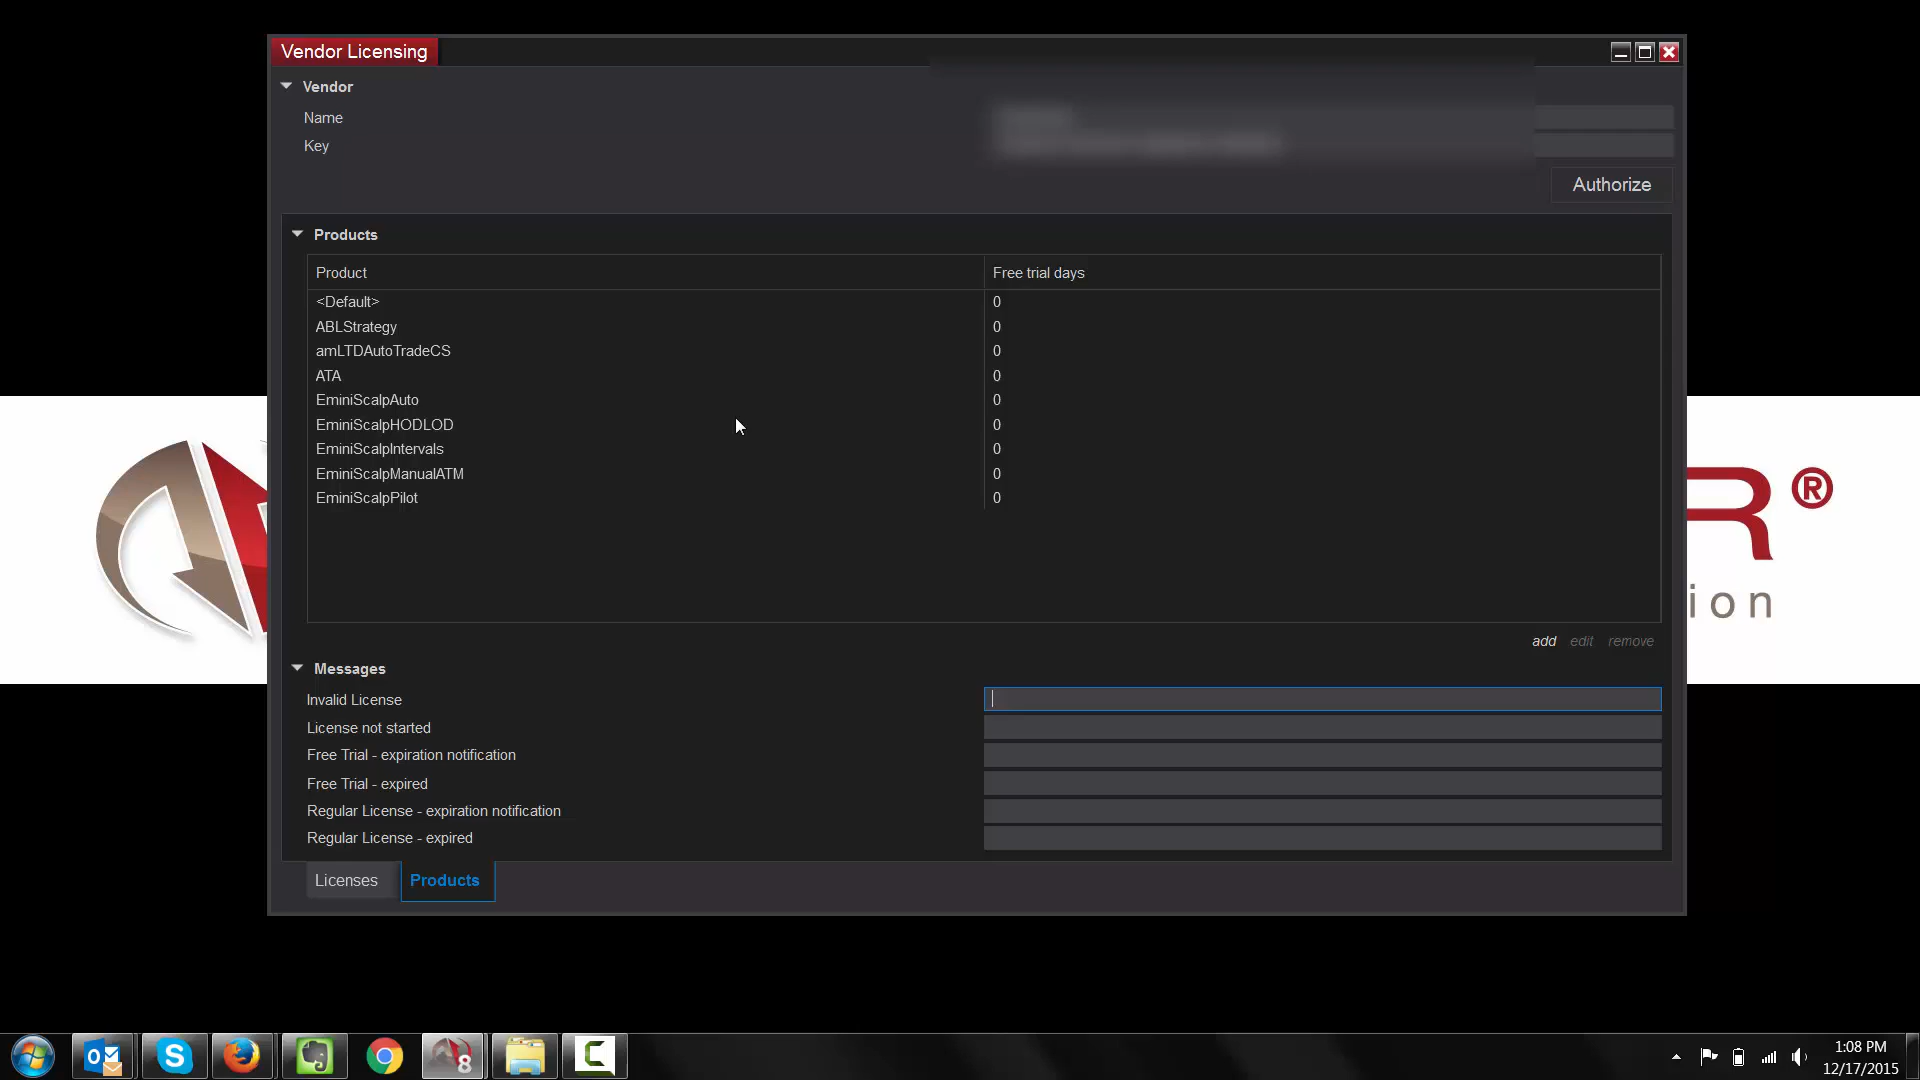 Vendor Licensing
Vendor
Name
Key
Authorize
Products
Product Free trial days
<Default> 0
ABLStrategy 0
amLTDAutoTradeCS 0
ATA 0
EminiScalpAuto 0
EminiScalpHODLOD 0
EminiScalpIntervals 0
EminiScalpManualATM 0
EminiScalpPilot 0
R®
ion
add edit remove
Messages
Invalid License
License not started
Free Trial - expiration notification
Free Trial - expired
Regular License - expiration notification
Regular License - expired
Licenses Products
1:08 PM
12/17/2015